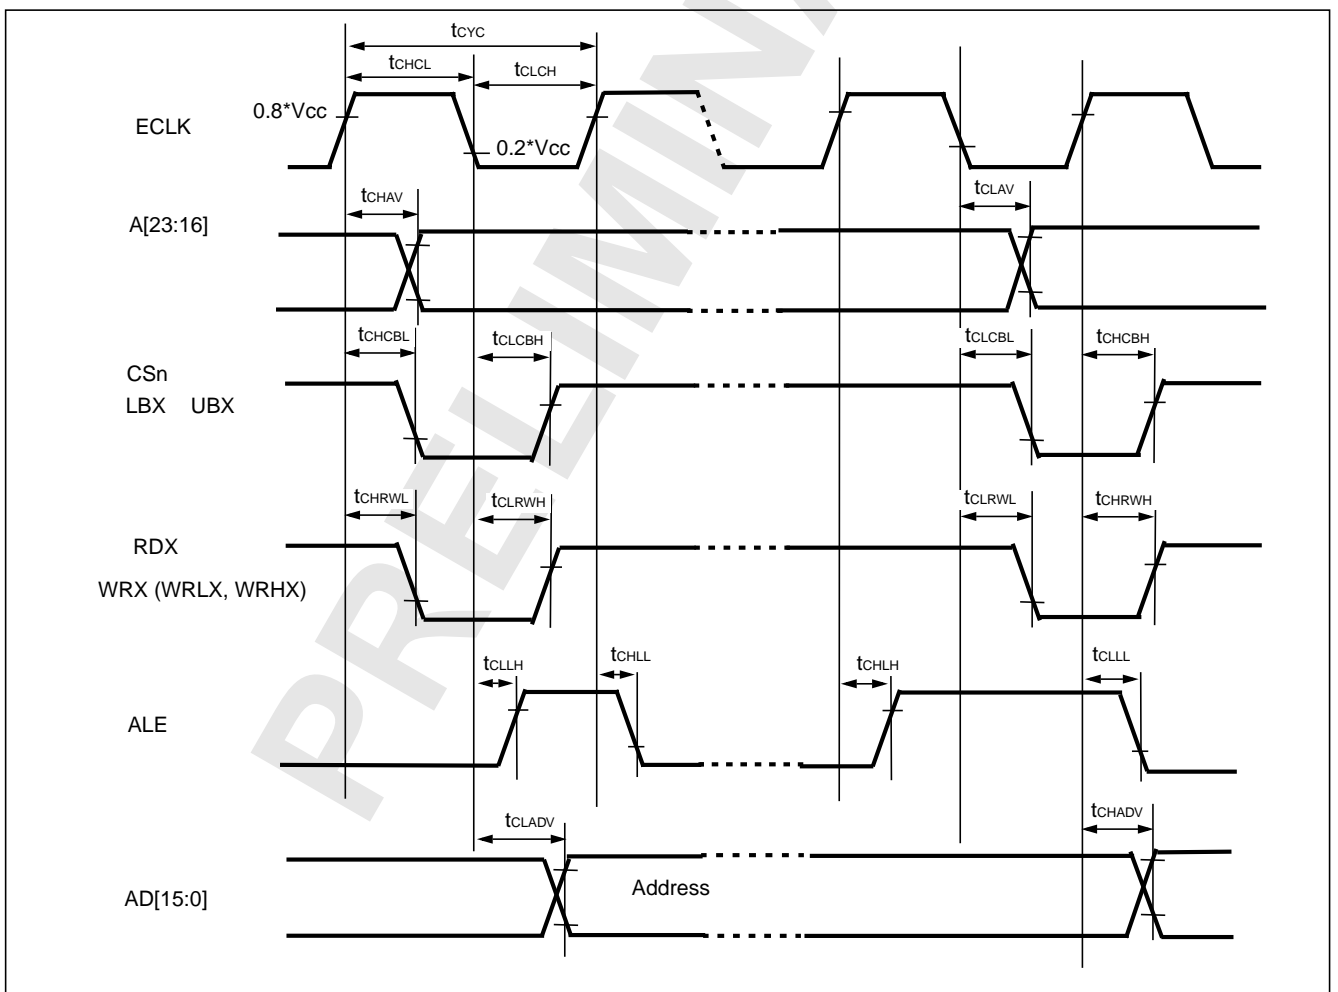 tCYC
tCHCL
tCLCH
0.8*Vcc
ECLK
0.2*Vcc
tCHAV
tCLAV
A[23:16]
tCHCBL
tCLCBH
tCLCBL
tCHCBH
CSn
LBX UBX
tCHRWL
tCLRWH
tCLRWL
tCHRWH
RDX
WRX (WRLX, WRHX)
tCLLH
tCHLL
tCHLH
tCLLL
ALE
tCLADV
tCHADV
Address
AD[15:0]
PRELIMIN